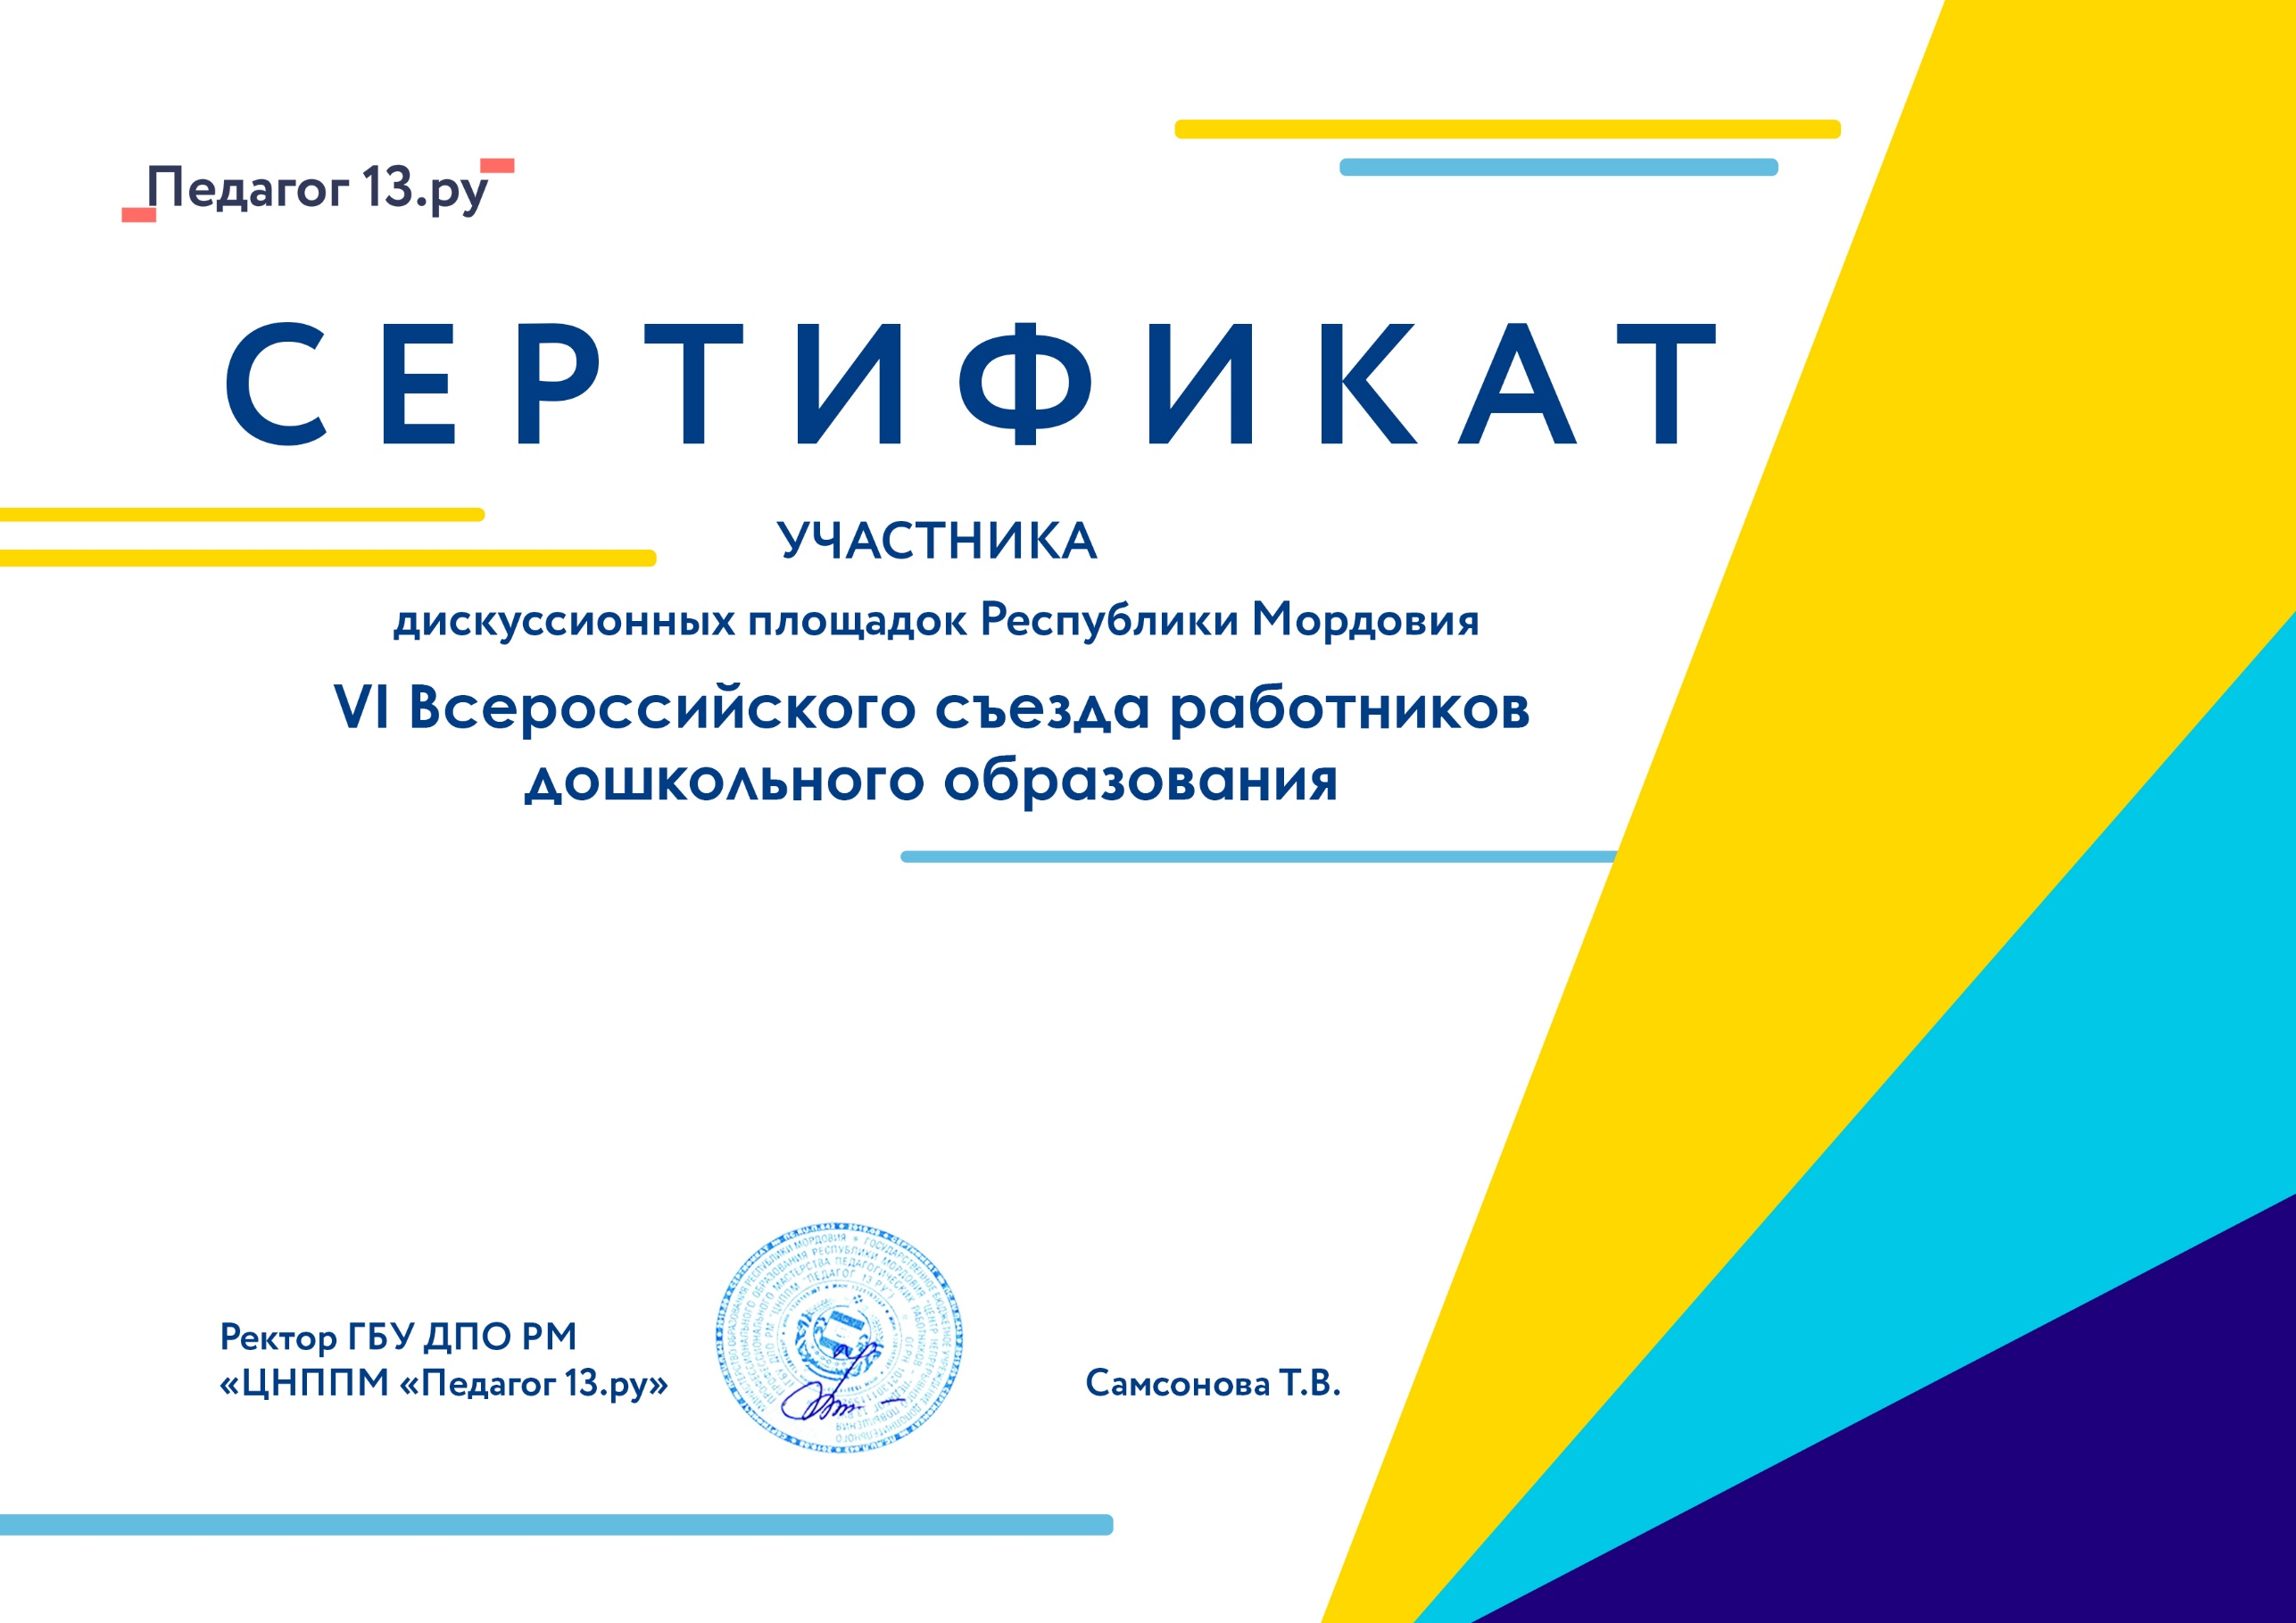 Педагог 13.ру
СЕРТИФИКАТ
УЧАСТНИКА
дискуссионных площадок Республики Мордовия
VI Всероссийского съезда работников
дошкольного образования
Ректор ГБУ ДПО РМ
«ЦНППМ «Педагог 13.ру»
Самсонова Т.В.